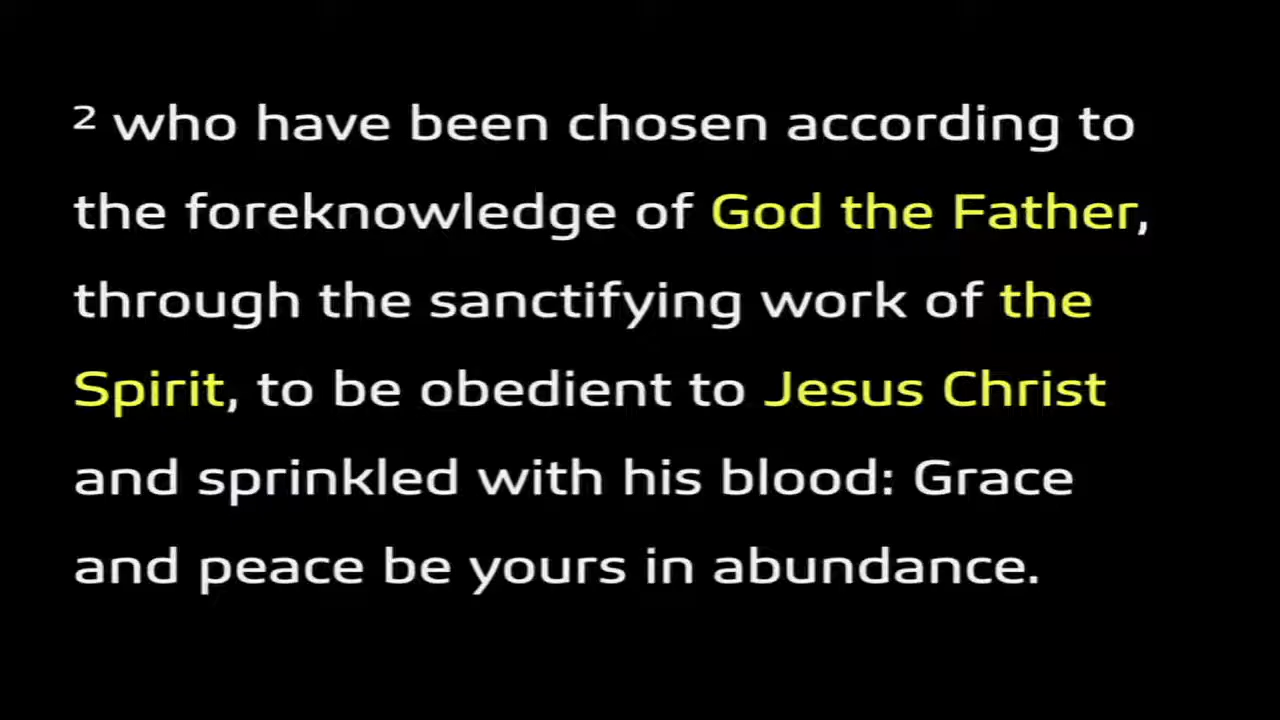 ² who have been chosen according to
the foreknowledge of God the Father,
through the sanctifying work of the
Spirit, to be obedient to Jesus Christ
and sprinkled with his blood: Grace
and peace be yours in abundance.